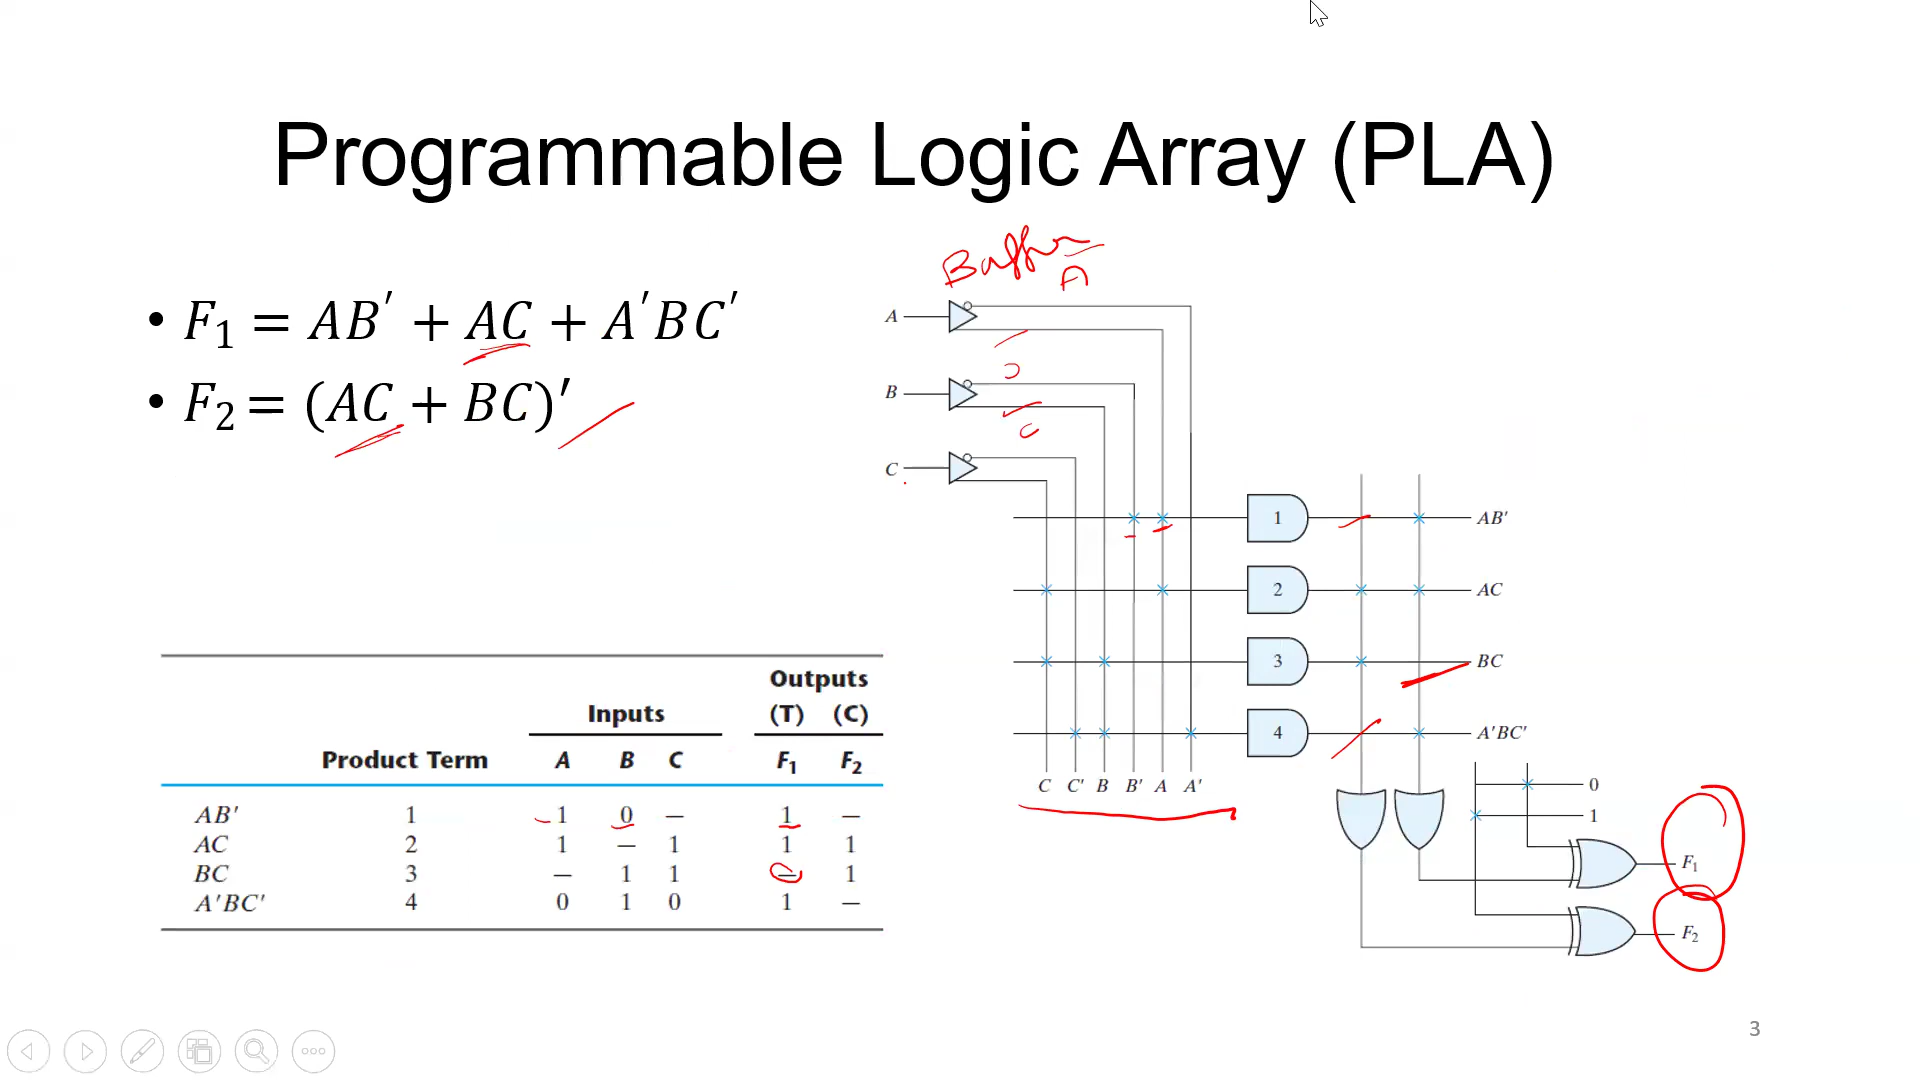 Programmable Logic Array (PLA)
• F₁ = AB′ + AC + A′BC′
• F₂ = (AC + BC)′
Buffer
A
A
B
C
1
AB′
2
AC
3
BC
4
A′BC′
C C′ B B′ A A′
0
1
F₁
F₂
Outputs
Inputs (T) (C)
Product Term A B C F₁ F₂
AB′ 1 1 0 — 1 —
AC 2 1 — 1 1 1
BC 3 — 1 1 — 1
A′BC′ 4 0 1 0 1 —
3